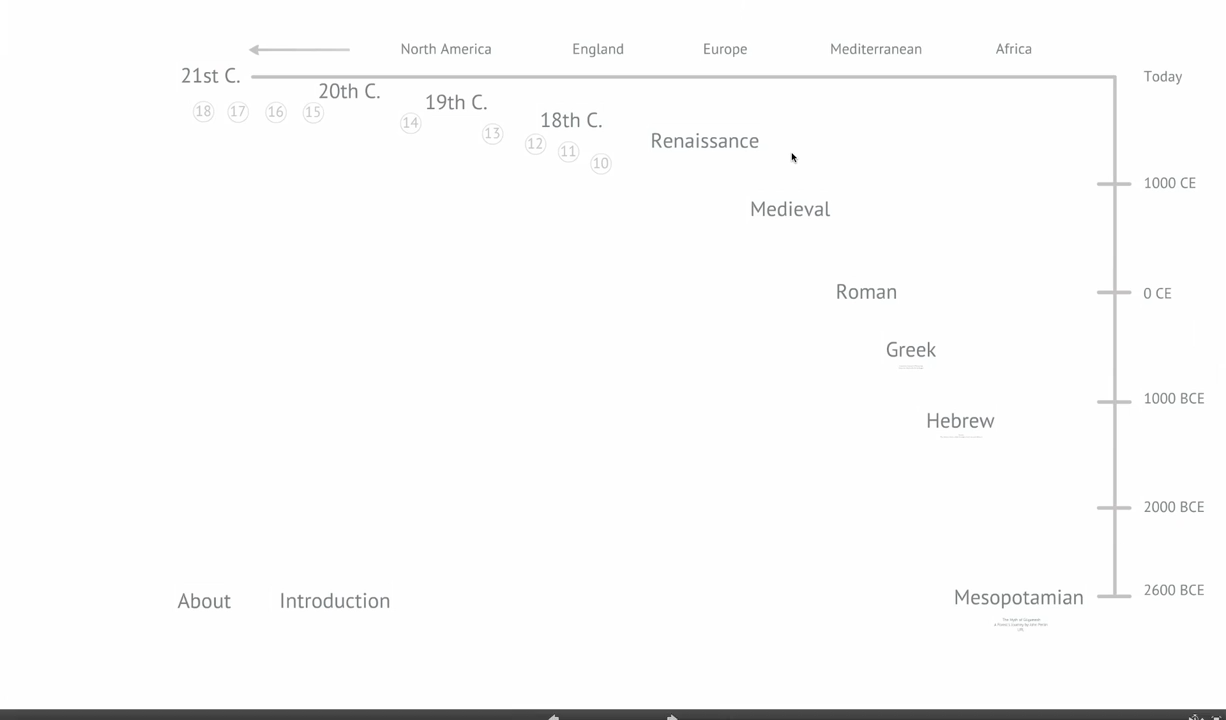 North America England Europe Mediterranean Africa
21st C.
Today
20th C.
19th C.
18 17 16 15
14
18th C.
13
12
11
10
Renaissance
1000 CE
Medieval
Roman
0 CE
Greek
1000 BCE
Hebrew
2000 BCE
2600 BCE
Mesopotamian
About Introduction